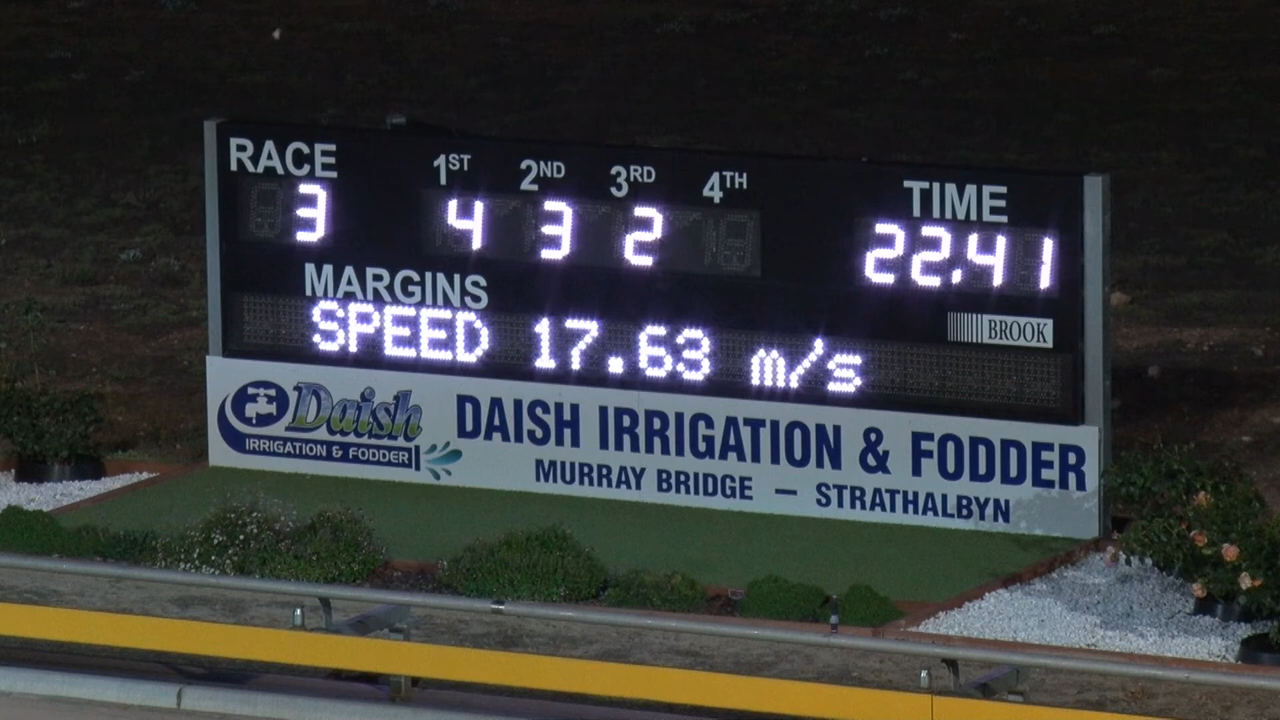 RACE 1ST 2ND 3RD 4TH TIME
3 4 3 2 22.41
MARGINS
SPEED 17.63 m/s
BROOK
Daish
IRRIGATION & FODDER
DAISH IRRIGATION & FODDER
MURRAY BRIDGE – STRATHALBYN